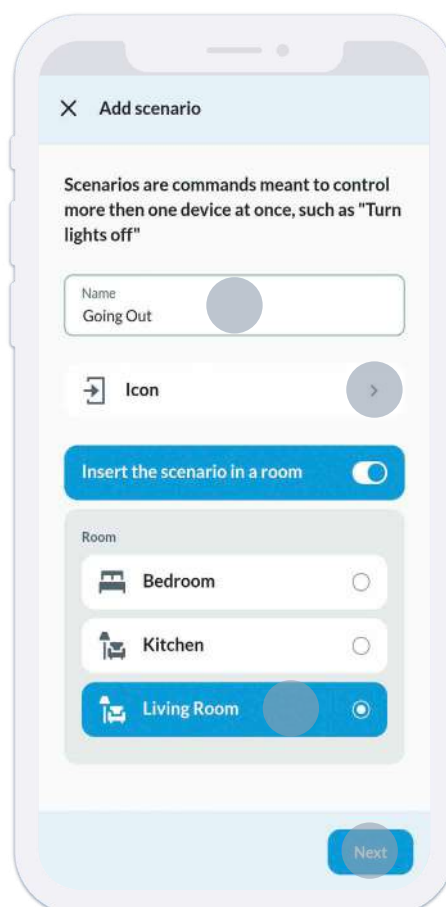 Add scenario
Scenarios are commands meant to control
more then one device at once, such as "Turn
lights off"
Name
Going Out
Icon
Insert the scenario in a room
Room
Bedroom
Kitchen
Living Room
Next